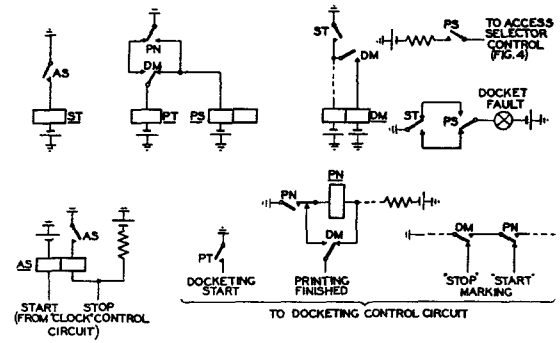 ST
PS
TO ACCESS
SELECTOR
CONTROL
(FIG. 4)
PN
AS
DM
DM
DOCKET
FAULT
ST
PT
PS
DM
ST
PS
PN
PN
AS
AS
PT
DM
DM
PN
START
STOP
(FROM "CLOCK" CONTROL
CIRCUIT)
DOCKETING
START
PRINTING
FINISHED
"STOP"
"START"
MARKING
TO DOCKETING CONTROL CIRCUIT